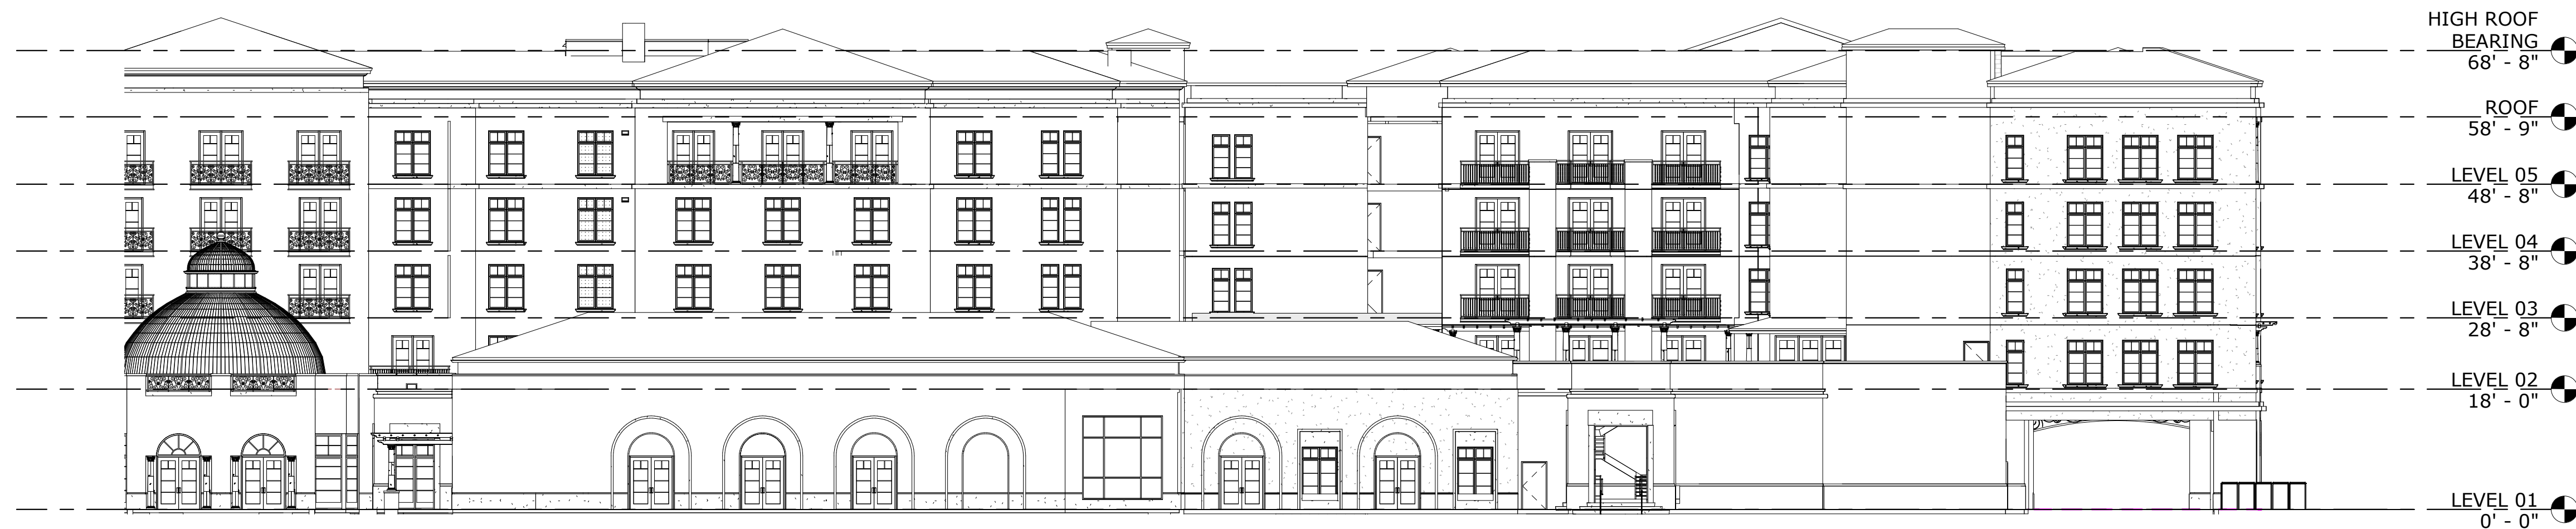 HIGH ROOF
BEARING
68' - 8"
ROOF
58' - 9"
LEVEL 05
48' - 8"
LEVEL 04
38' - 8"
LEVEL 03
28' - 8"
LEVEL 02
18' - 0"
LEVEL 01
0' - 0"